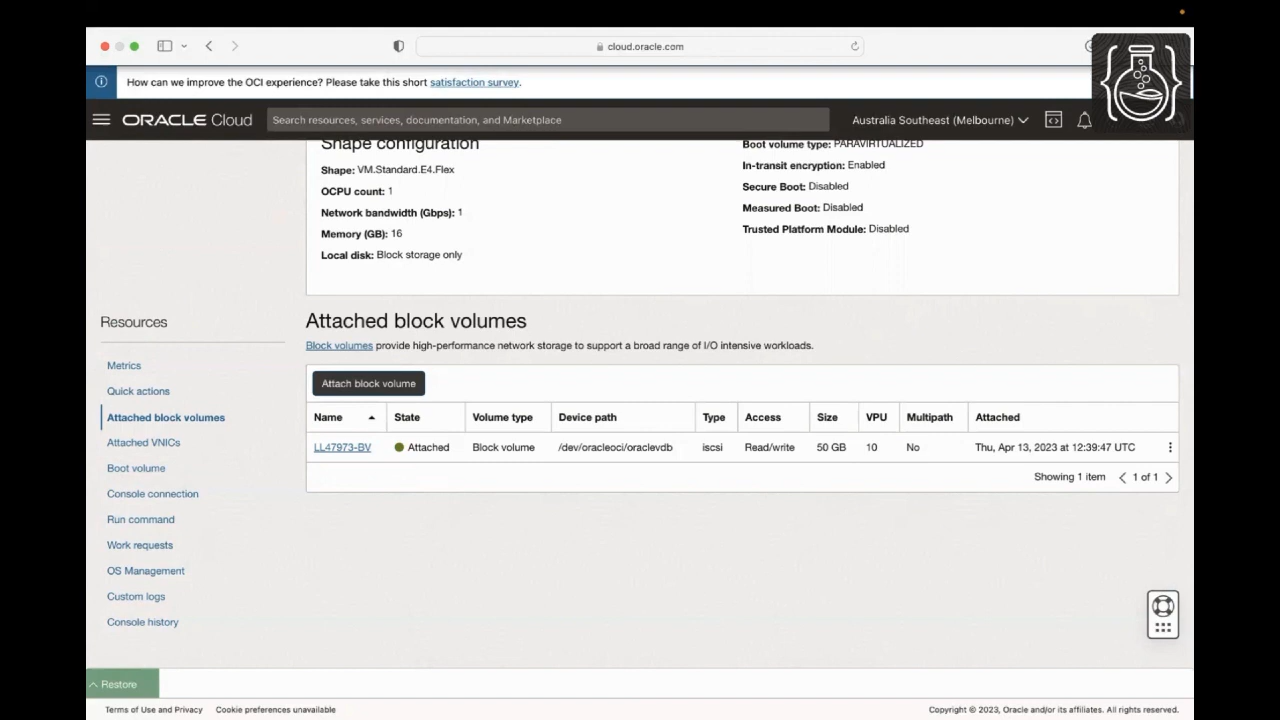 cloud.oracle.com
How can we improve the OCI experience? Please take this short satisfaction survey.
ORACLE Cloud
Search resources, services, documentation, and Marketplace
Australia Southeast (Melbourne)
Shape configuration
Shape: VM.Standard.E4.Flex
OCPU count: 1
Network bandwidth (Gbps): 1
Memory (GB): 16
Local disk: Block storage only
Boot volume type: PARAVIRTUALIZED
In-transit encryption: Enabled
Secure Boot: Disabled
Measured Boot: Disabled
Trusted Platform Module: Disabled
Resources
Metrics
Quick actions
Attached block volumes
Attached VNICs
Boot volume
Console connection
Run command
Work requests
OS Management
Custom logs
Console history
Attached block volumes
Block volumes provide high-performance network storage to support a broad range of I/O intensive workloads.
Attach block volume
Name State Volume type Device path Type Access Size VPU Multipath Attached
LL47973-BV Attached Block volume /dev/oracleoci/oraclevdb iscsi Read/write 50 GB 10 No Thu, Apr 13, 2023 at 12:39:47 UTC
Showing 1 item 1 of 1
Restore
Terms of Use and Privacy Cookie preferences unavailable
Copyright © 2023, Oracle and/or its affiliates. All rights reserved.